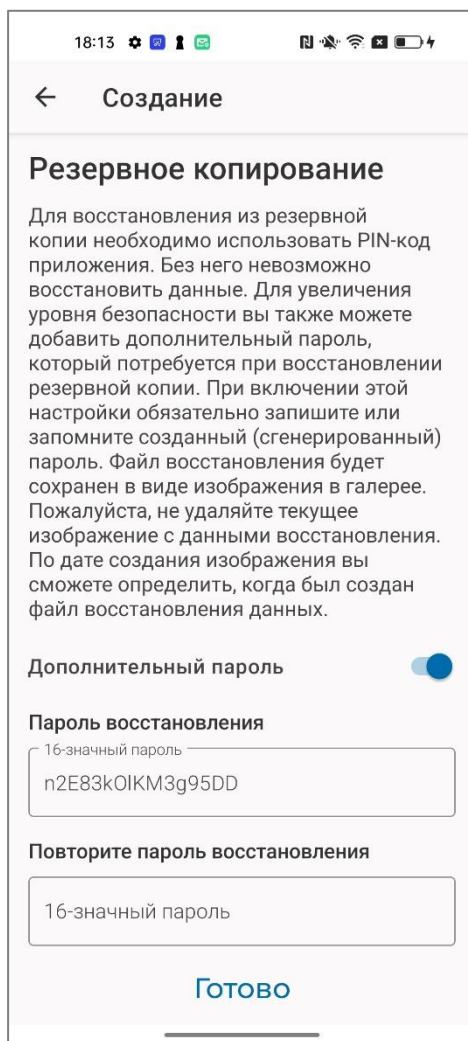 18:13
Создание
Резервное копирование
Для восстановления из резервной
копии необходимо использовать PIN-код
приложения. Без него невозможно
восстановить данные. Для увеличения
уровня безопасности вы также можете
добавить дополнительный пароль,
который потребуется при восстановлении
резервной копии. При включении этой
настройки обязательно запишите или
запомните созданный (сгенерированный)
пароль. Файл восстановления будет
сохранен в виде изображения в галерее.
Пожалуйста, не удаляйте текущее
изображение с данными восстановления.
По дате создания изображения вы
сможете определить, когда был создан
файл восстановления данных.
Дополнительный пароль
Пароль восстановления
16-значный пароль
n2E83kOlKM3g95DD
Повторите пароль восстановления
16-значный пароль
Готово